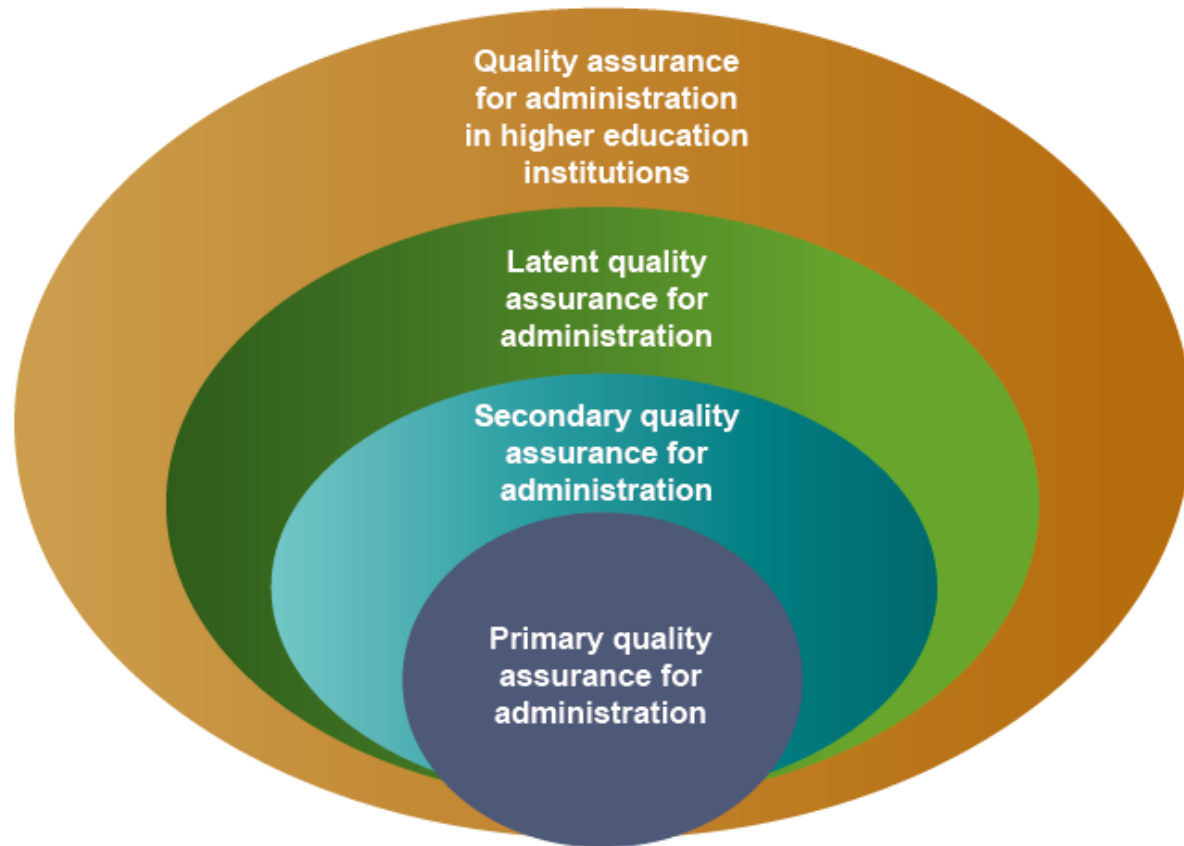 Quality assurance
for administration
in higher education
institutions
Latent quality
assurance for
administration
Secondary quality
assurance for
administration
Primary quality
assurance for
administration